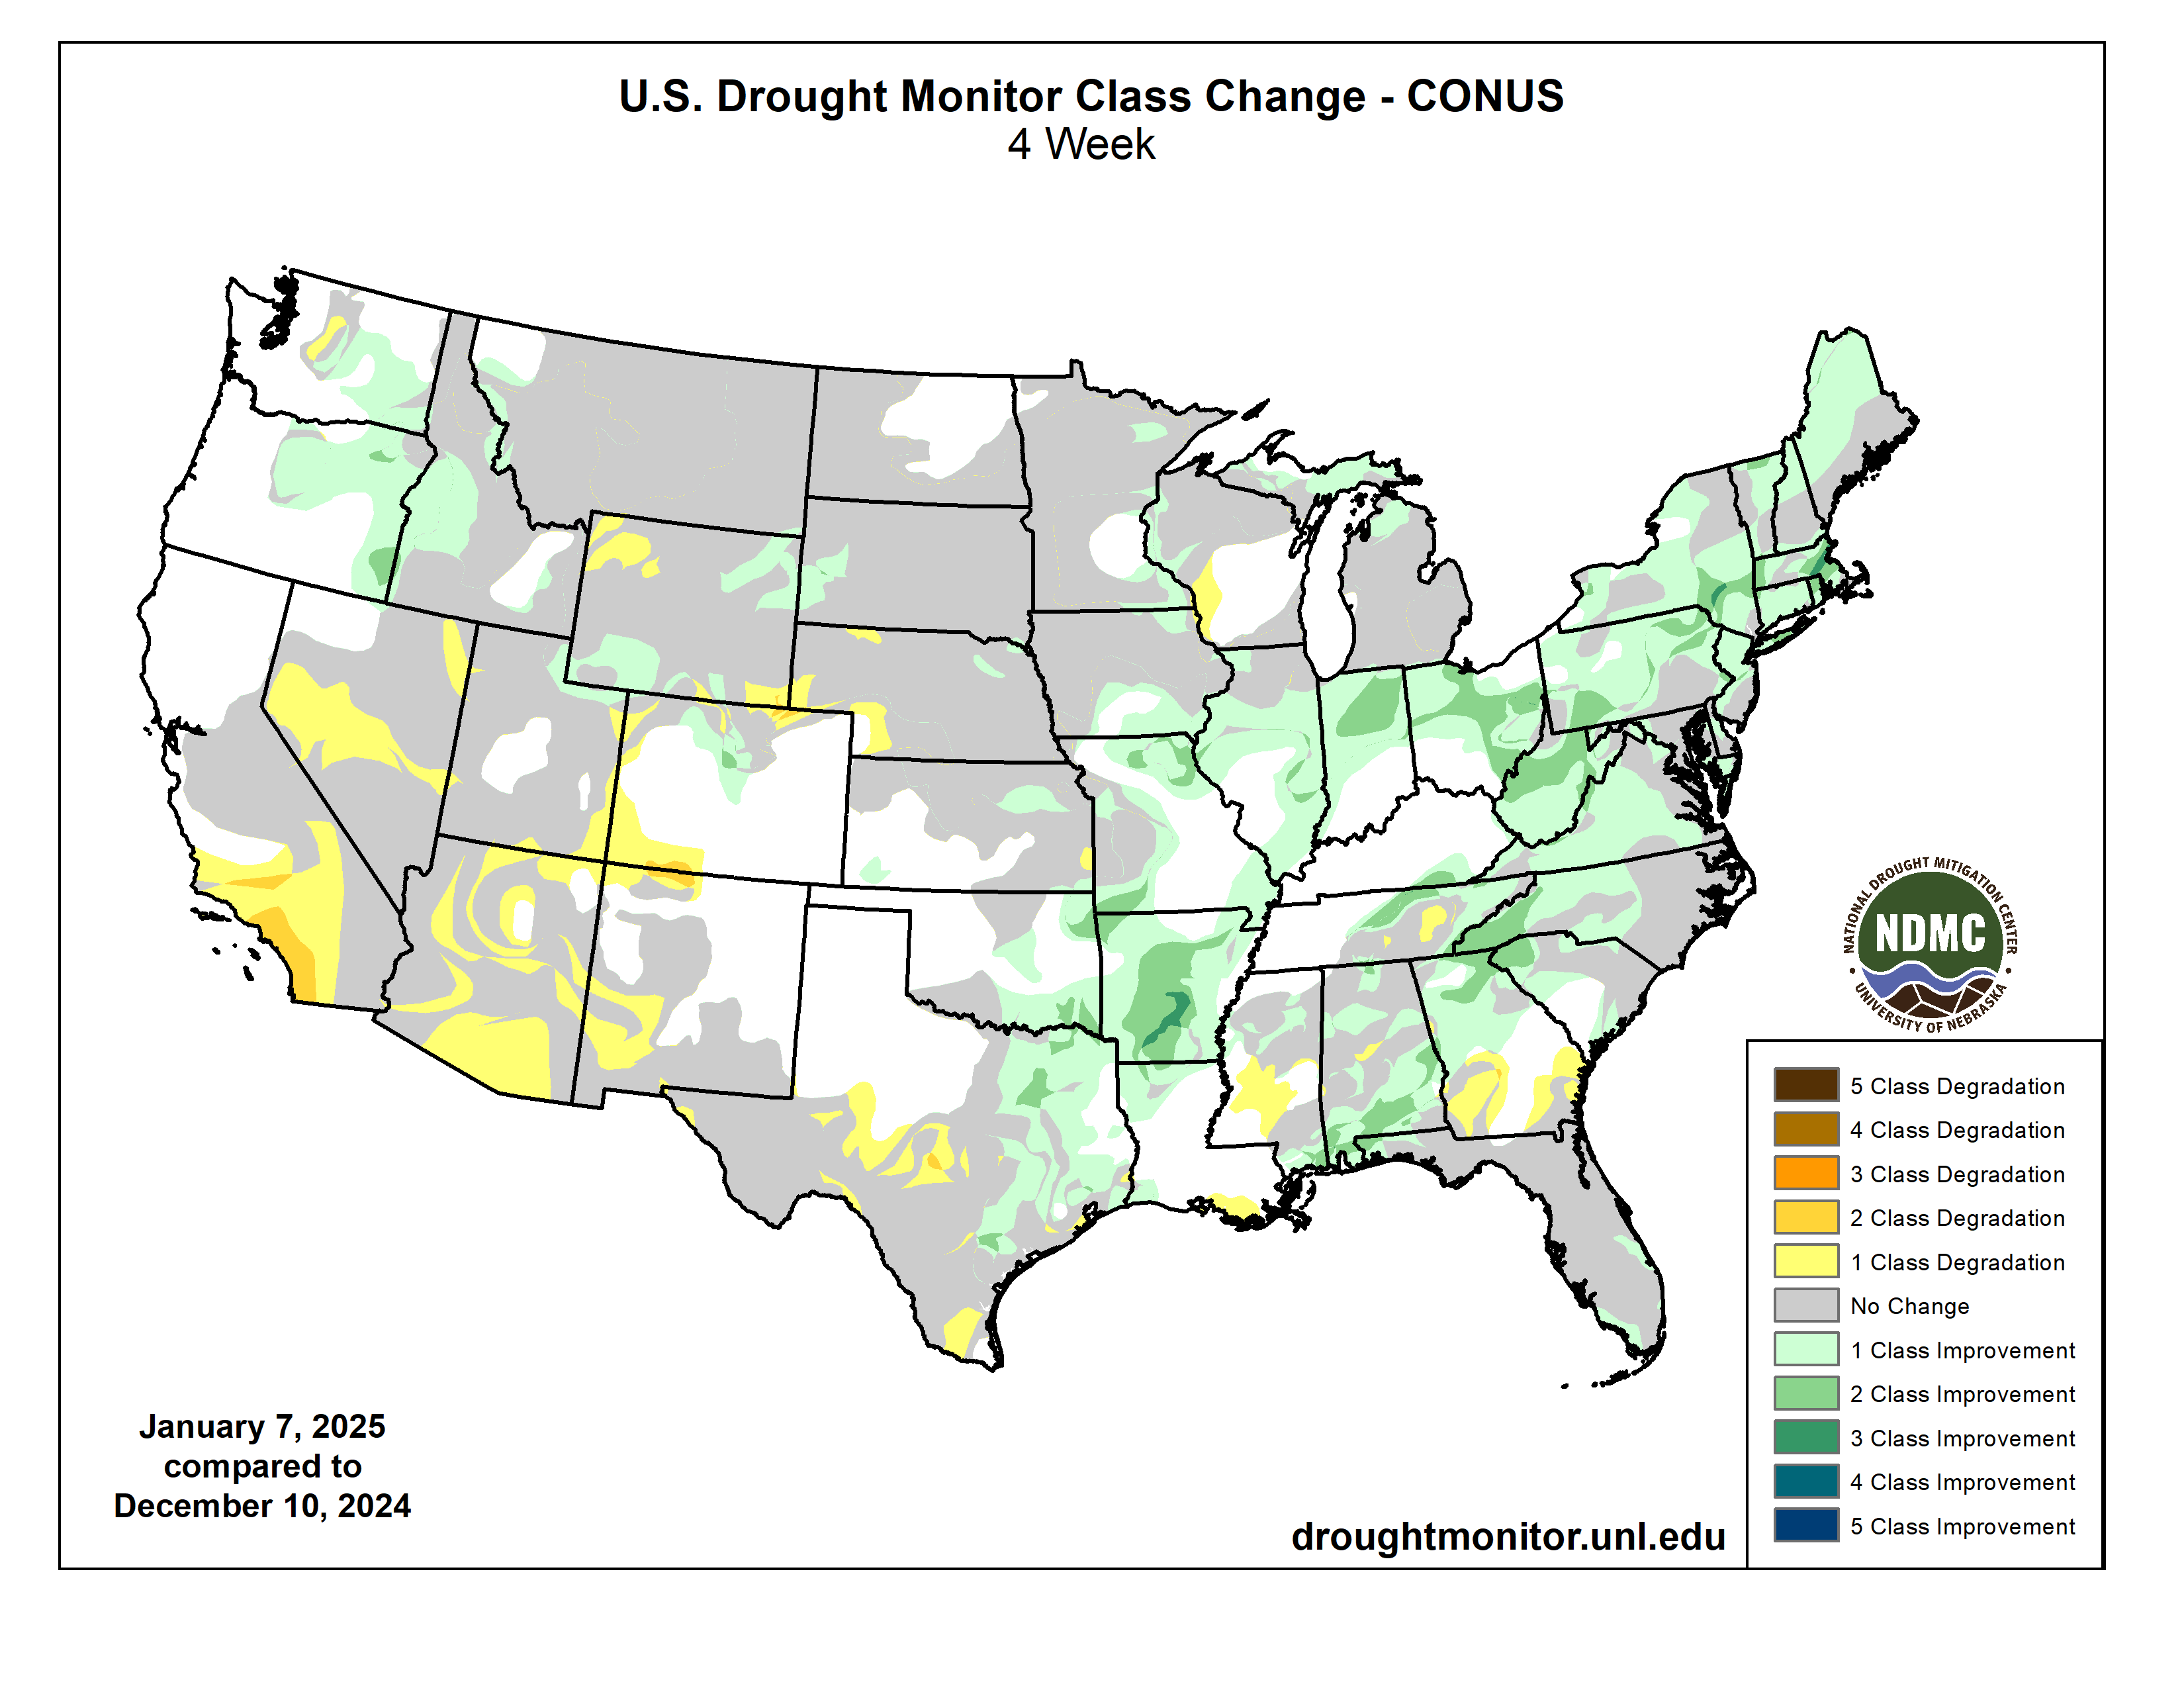 U.S. Drought Monitor Class Change - CONUS
4 Week
NATIONAL DROUGHT MITIGATION CENTER
NDMC
UNIVERSITY OF NEBRASKA
5 Class Degradation
4 Class Degradation
3 Class Degradation
2 Class Degradation
1 Class Degradation
No Change
1 Class Improvement
2 Class Improvement
3 Class Improvement
4 Class Improvement
5 Class Improvement
January 7, 2025
compared to
December 10, 2024
droughtmonitor.unl.edu